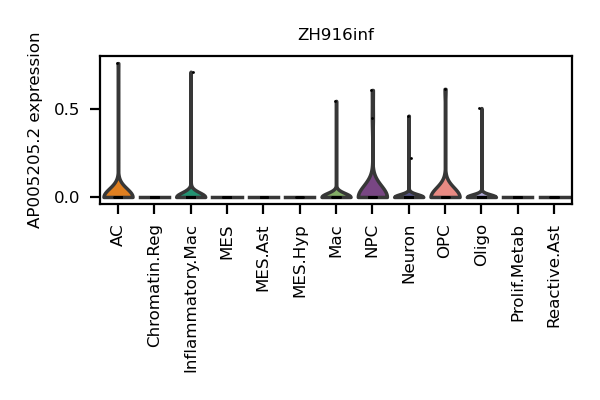 ZH916inf
AP005205.2 expression
0.5
0.0
AC
Chromatin.Reg
Inflammatory.Mac
MES
MES.Ast
MES.Hyp
Mac
NPC
Neuron
OPC
Oligo
Prolif.Metab
Reactive.Ast